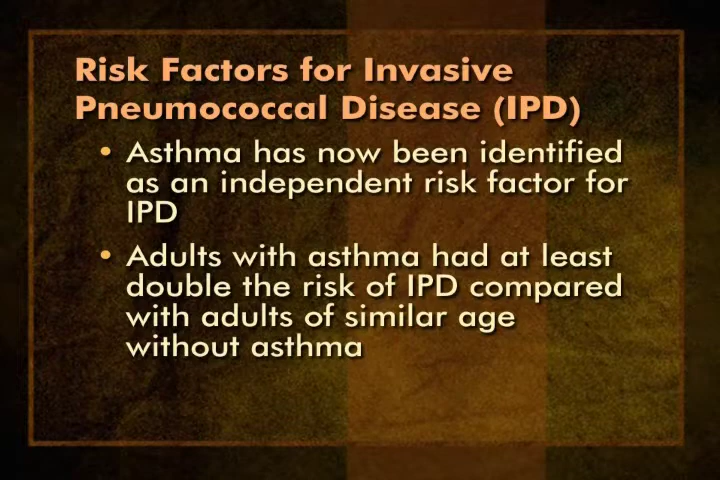 Risk Factors for Invasive
Pneumococcal Disease (IPD)
• Asthma has now been identified
as an independent risk factor for
IPD
• Adults with asthma had at least
double the risk of IPD compared
with adults of similar age
without asthma